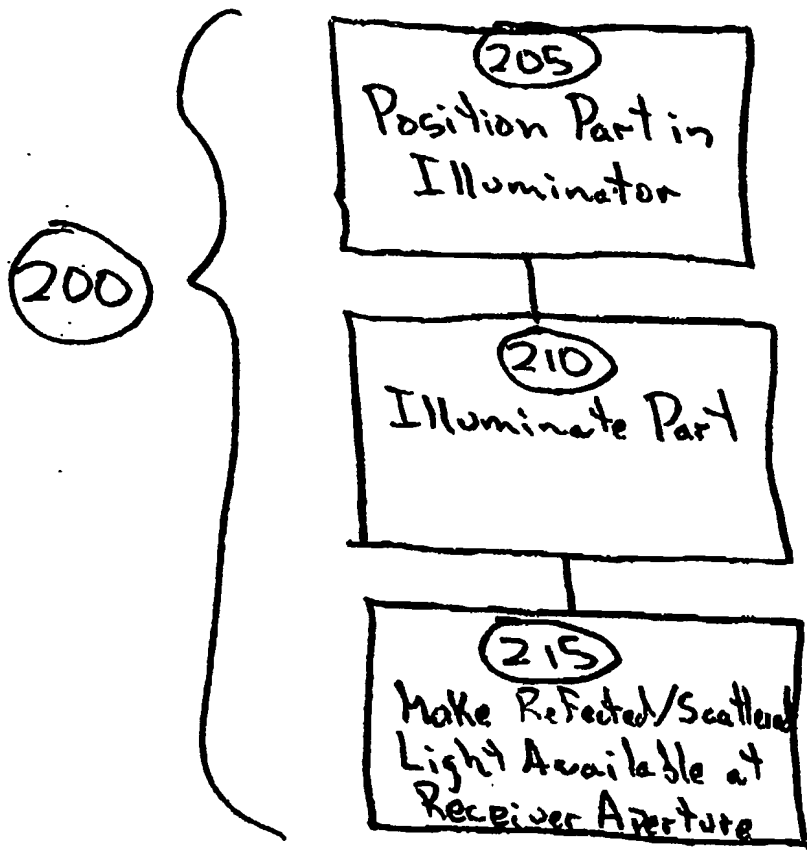 200
205
Position Part in
Illuminator
210
Illuminate Part
215
Make Refected/Scattered
Light Available at
Receiver Aperture